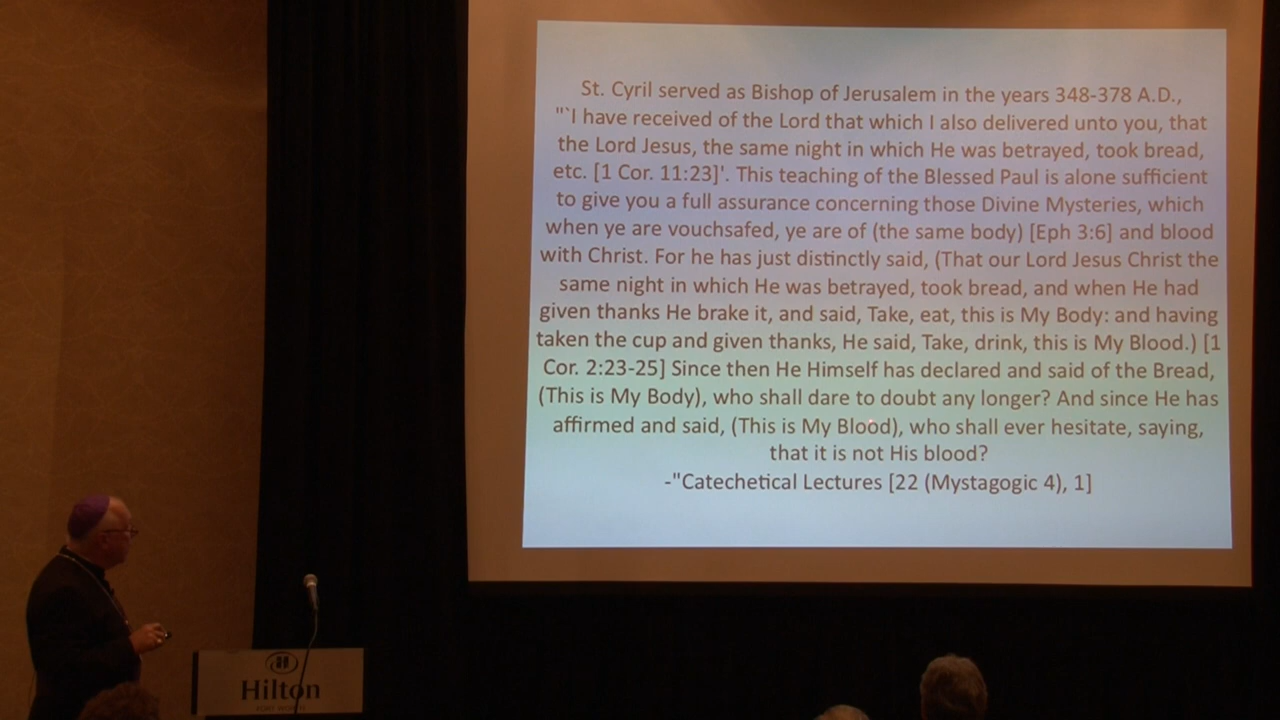 St. Cyril served as Bishop of Jerusalem in the years 348-378 A.D.,
"`I have received of the Lord that which I also delivered unto you, that
the Lord Jesus, the same night in which He was betrayed, took bread,
etc. [1 Cor. 11:23]'. This teaching of the Blessed Paul is alone sufficient
to give you a full assurance concerning those Divine Mysteries, which
when ye are vouchsafed, ye are of (the same body) [Eph 3:6] and blood
with Christ. For he has just distinctly said, (That our Lord Jesus Christ the
same night in which He was betrayed, took bread, and when He had
given thanks He brake it, and said, Take, eat, this is My Body: and having
taken the cup and given thanks, He said, Take, drink, this is My Blood.) [1
Cor. 2:23-25] Since then He Himself has declared and said of the Bread,
(This is My Body), who shall dare to doubt any longer? And since He has
affirmed and said, (This is My Blood), who shall ever hesitate, saying,
that it is not His blood?
-"Catechetical Lectures [22 (Mystagogic 4), 1]
H
Hilton
FORT WORTH